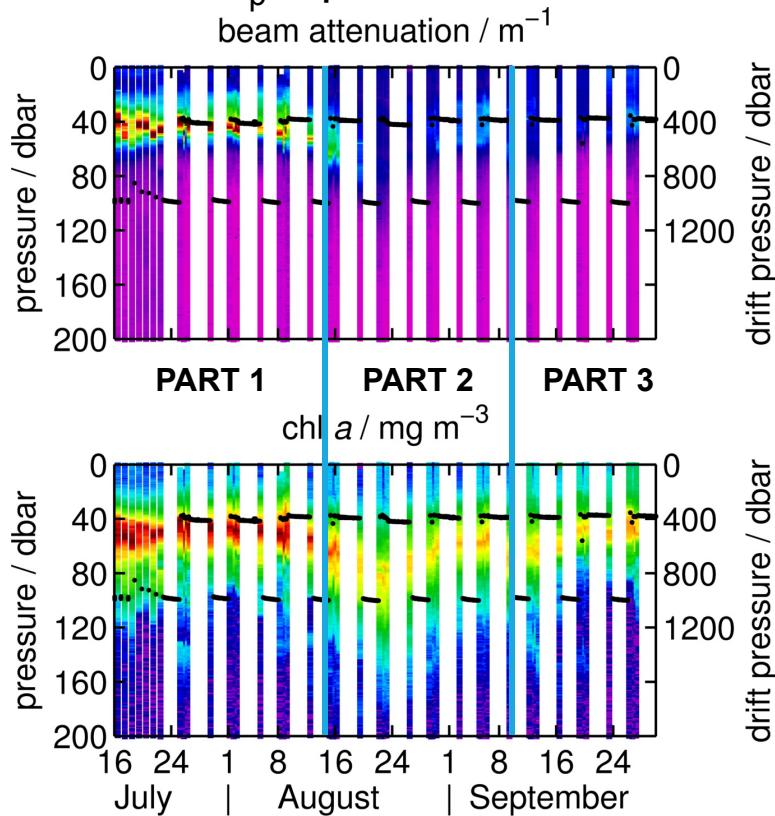 beam attenuation / m⁻¹
0 0
40 400
80 800
120 1200
160
200
pressure / dbar
drift pressure / dbar
PART 1 PART 2 PART 3
chl a / mg m⁻³
0 0
40 400
80 800
120 1200
160
200
pressure / dbar
drift pressure / dbar
16 24 1 8 16 24 1 8 16 24
July | August | September